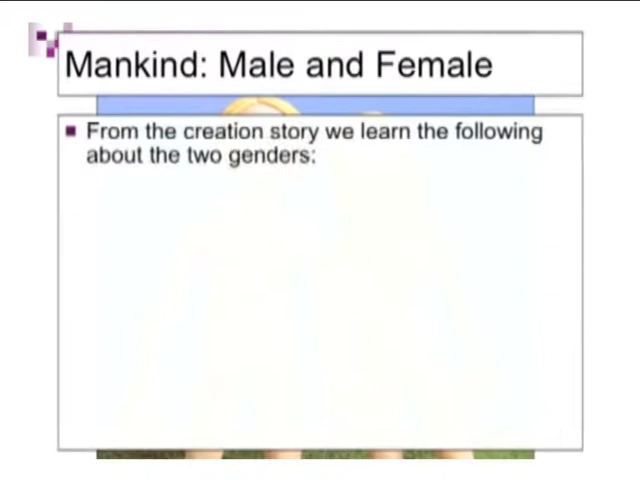 Mankind: Male and Female
From the creation story we learn the following
about the two genders: